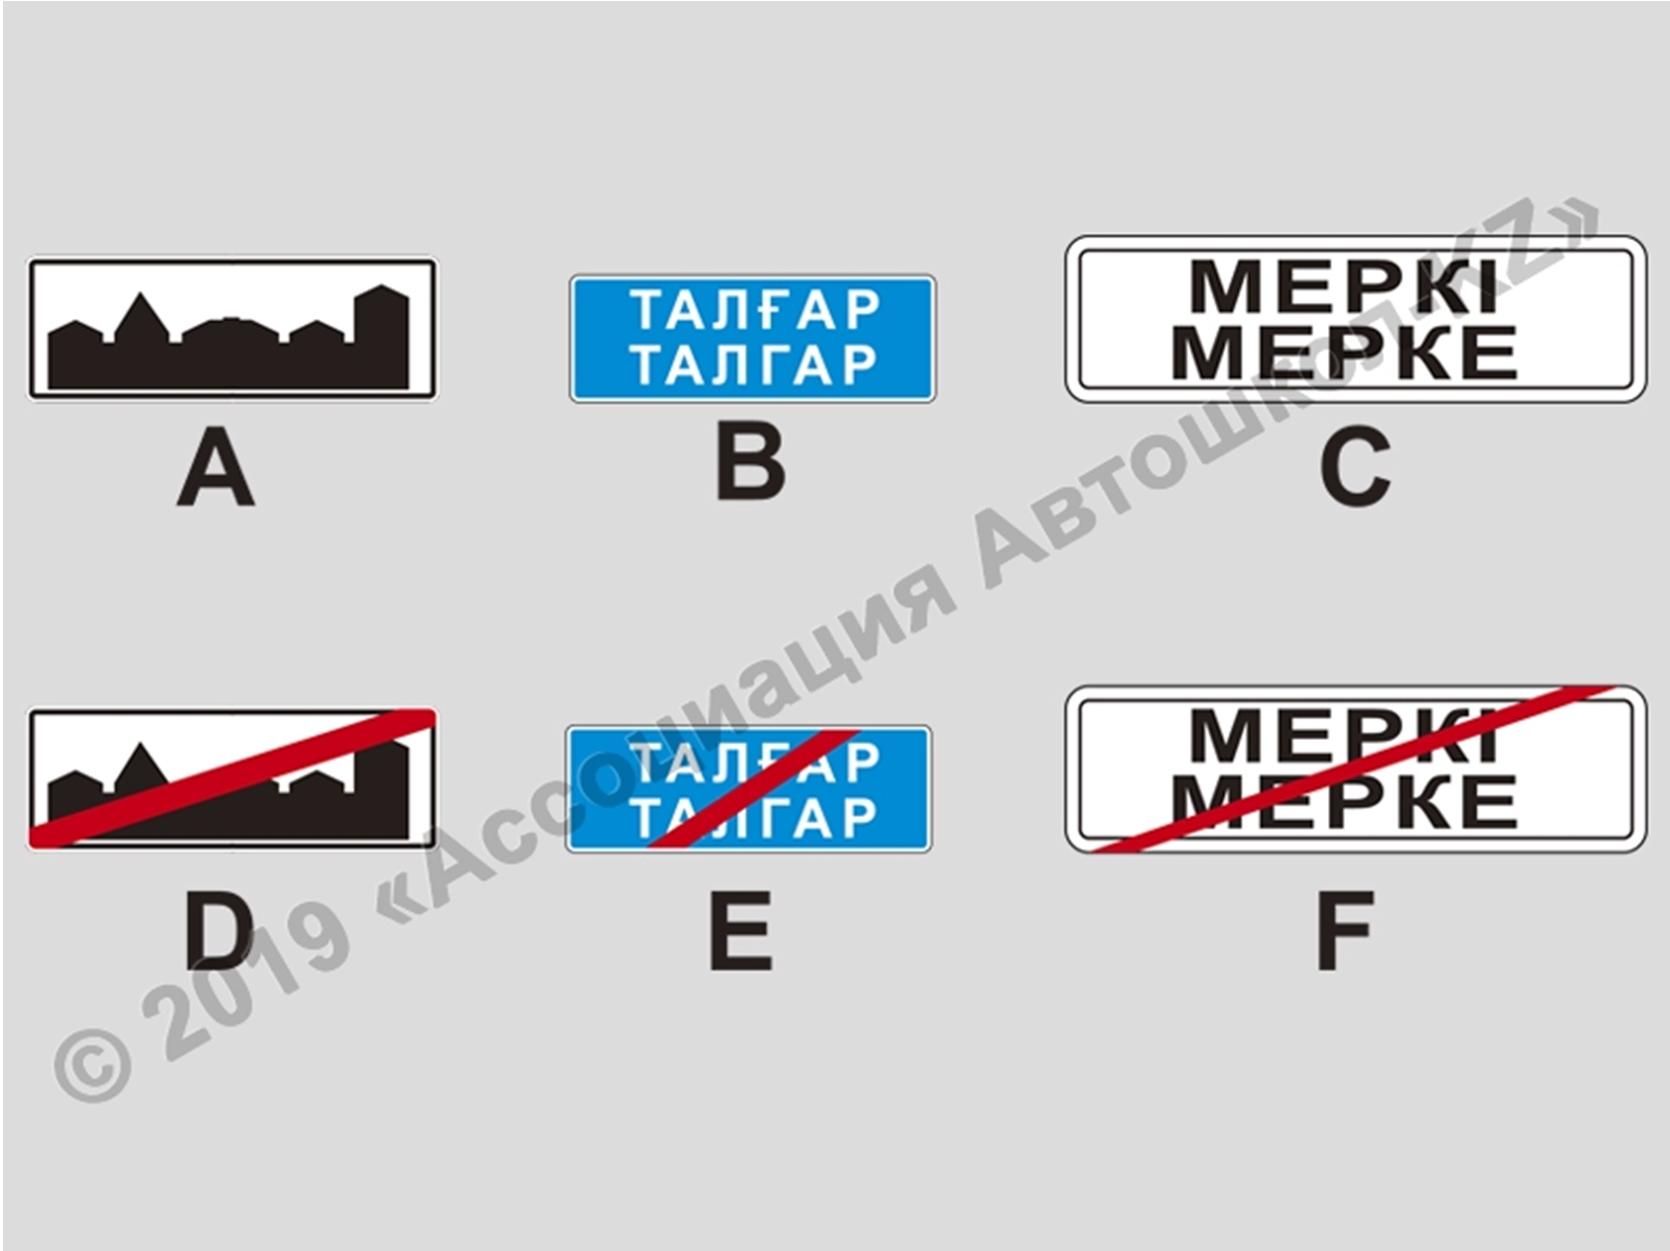 ТАЛҒАР
ТАЛГАР
МЕРКІ
МЕРКЕ
A
B
C
ТАЛҒАР
ТАЛГАР
МЕРКІ
МЕРКЕ
D
E
F
© 2019 «Ассоциация Автошкол-KZ»